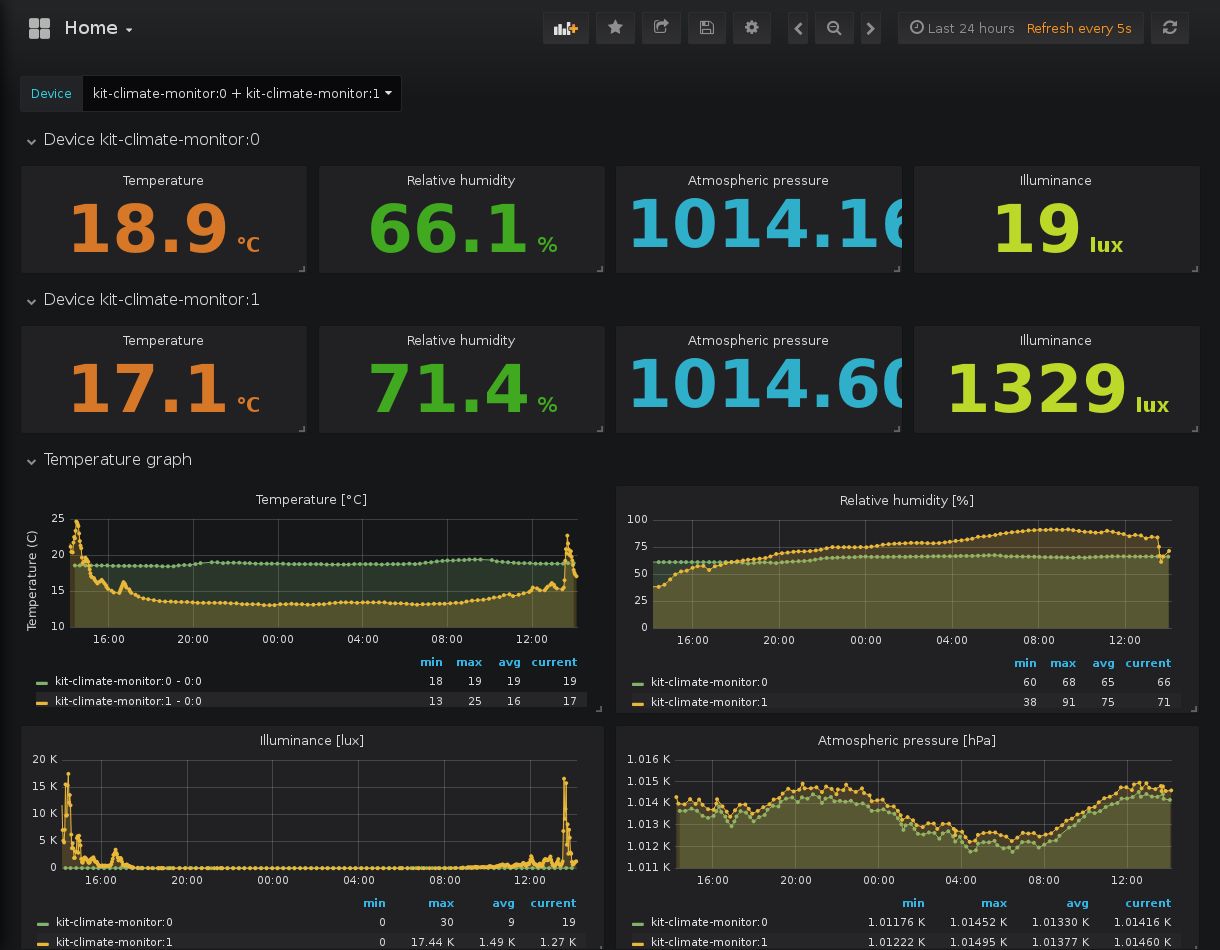 Home
Last 24 hours Refresh every 5s
Device kit-climate-monitor:0 + kit-climate-monitor:1
Device kit-climate-monitor:0
Temperature Relative humidity Atmospheric pressure Illuminance
18.9 °C 66.1 % 1014.16 19 lux
Device kit-climate-monitor:1
Temperature Relative humidity Atmospheric pressure Illuminance
17.1 °C 71.4 % 1014.60 1329 lux
Temperature graph
Temperature [°C]
Temperature (C)
25
20
15
10
16:00 20:00 00:00 04:00 08:00 12:00
min max avg current
kit-climate-monitor:0 - 0:0 18 19 19 19
kit-climate-monitor:1 - 0:0 13 25 16 17
Relative humidity [%]
100
75
50
25
0
16:00 20:00 00:00 04:00 08:00 12:00
min max avg current
kit-climate-monitor:0 60 68 65 66
kit-climate-monitor:1 38 91 75 71
Illuminance [lux]
20 K
15 K
10 K
5 K
0
16:00 20:00 00:00 04:00 08:00 12:00
min max avg current
kit-climate-monitor:0 0 30 9 19
kit-climate-monitor:1 0 17.44 K 1.49 K 1.27 K
Atmospheric pressure [hPa]
1.016 K
1.015 K
1.014 K
1.013 K
1.012 K
1.011 K
16:00 20:00 00:00 04:00 08:00 12:00
min max avg current
kit-climate-monitor:0 1.01176 K 1.01452 K 1.01330 K 1.01416 K
kit-climate-monitor:1 1.01222 K 1.01495 K 1.01377 K 1.01460 K